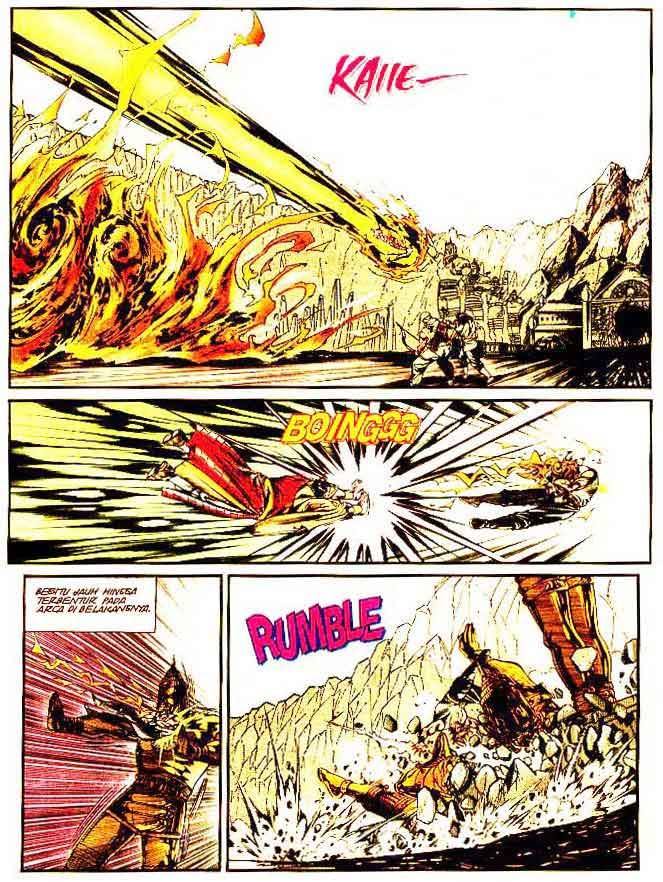 KAIIE—
BOINGGG
BEGITU JAUH HINGGA
TERBENTUR PADA
ARCA DI BELAKANGNYA.
RUMBLE